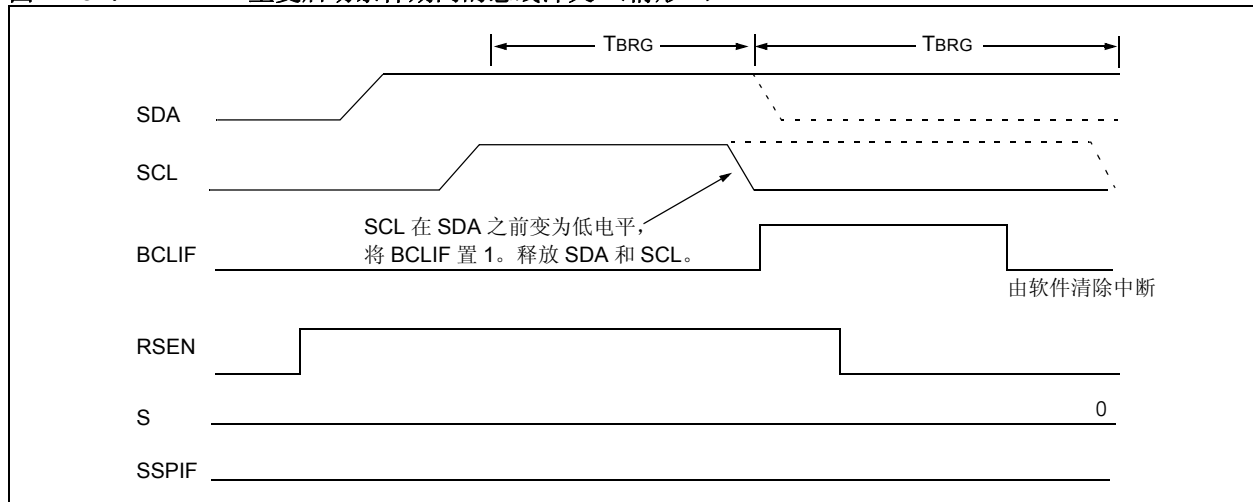 TBRG
TBRG
SDA
SCL
SCL 在 SDA 之前变为低电平，
将 BCLIF 置 1。释放 SDA 和 SCL。
BCLIF
由软件清除中断
RSEN
S
0
SSPIF